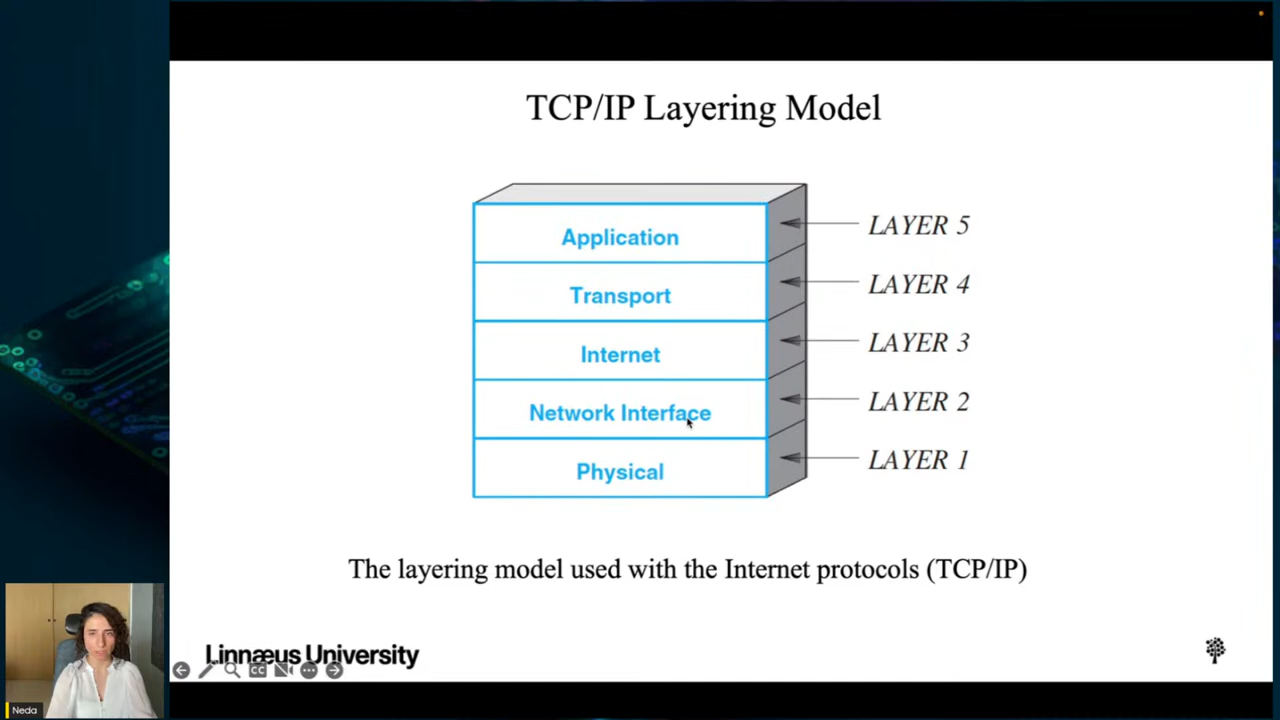 TCP/IP Layering Model
Application
LAYER 5
Transport
LAYER 4
Internet
LAYER 3
Network Interface
LAYER 2
Physical
LAYER 1
The layering model used with the Internet protocols (TCP/IP)
Linnæus University
CC
Neda